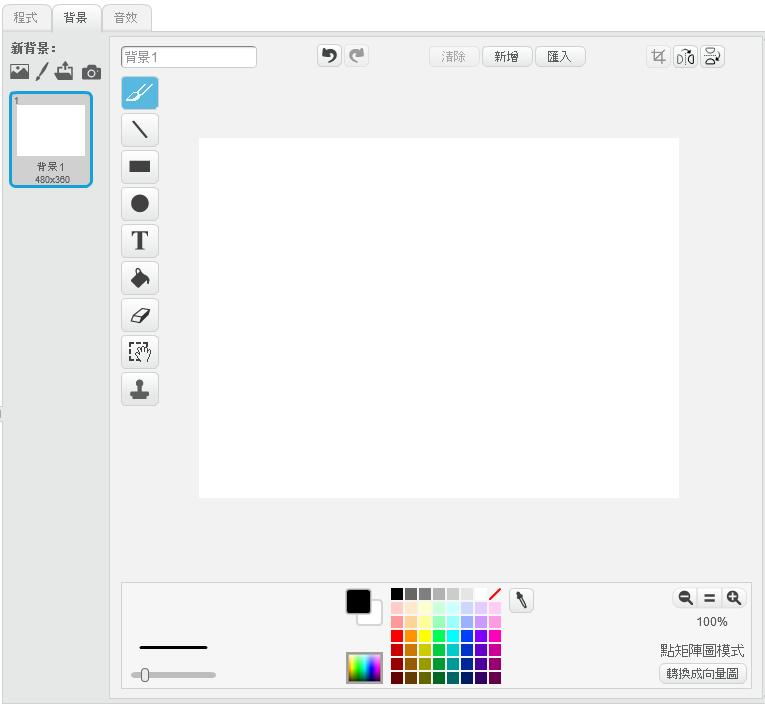 程式 背景 音效
新背景:
背景1
清除 新增 匯入
1
背景1
480x360
T
100%
點矩陣圖模式
轉換成向量圖